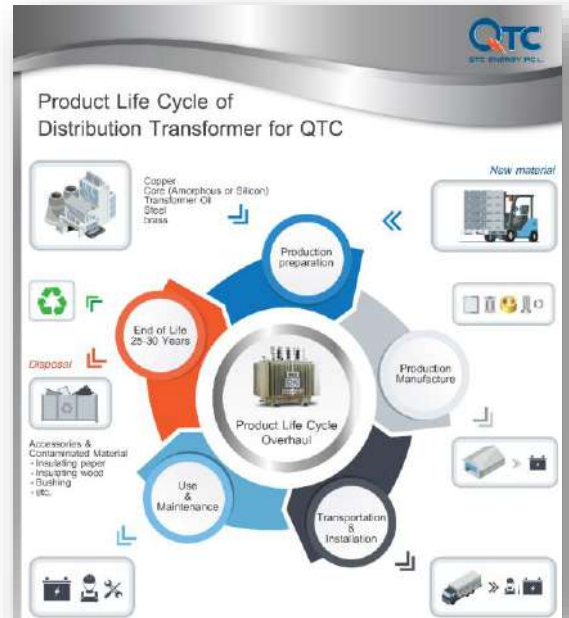 QTC
QTC ENERGY PCL.
Product Life Cycle of
Distribution Transformer for QTC
Copper
Core (Amorphous or Silicon)
Transformer Oil
Steel
brass
New material
Production
preparation
End of Life
25-30 Years
Production
Manufacture
Disposal
Product Life Cycle
Overhaul
Accessories &
Contaminated Material
- Insulating paper
- Insulating wood
- Bushing
- etc.
Use
&
Maintenance
Transportation
&
Installation